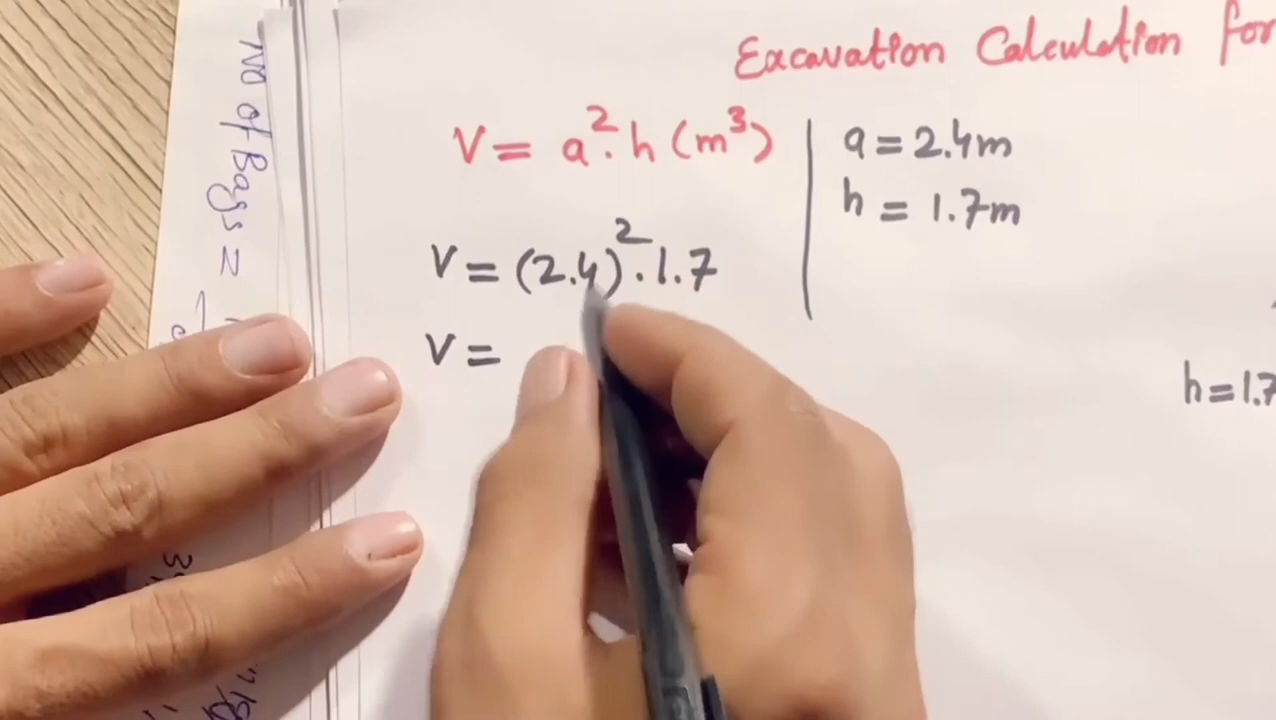 Excavation Calculation for
V = a². h (m³)
a = 2.4m
h = 1.7m
V = (2.4)². 1.7
V =
h = 1.7
No of Bags =